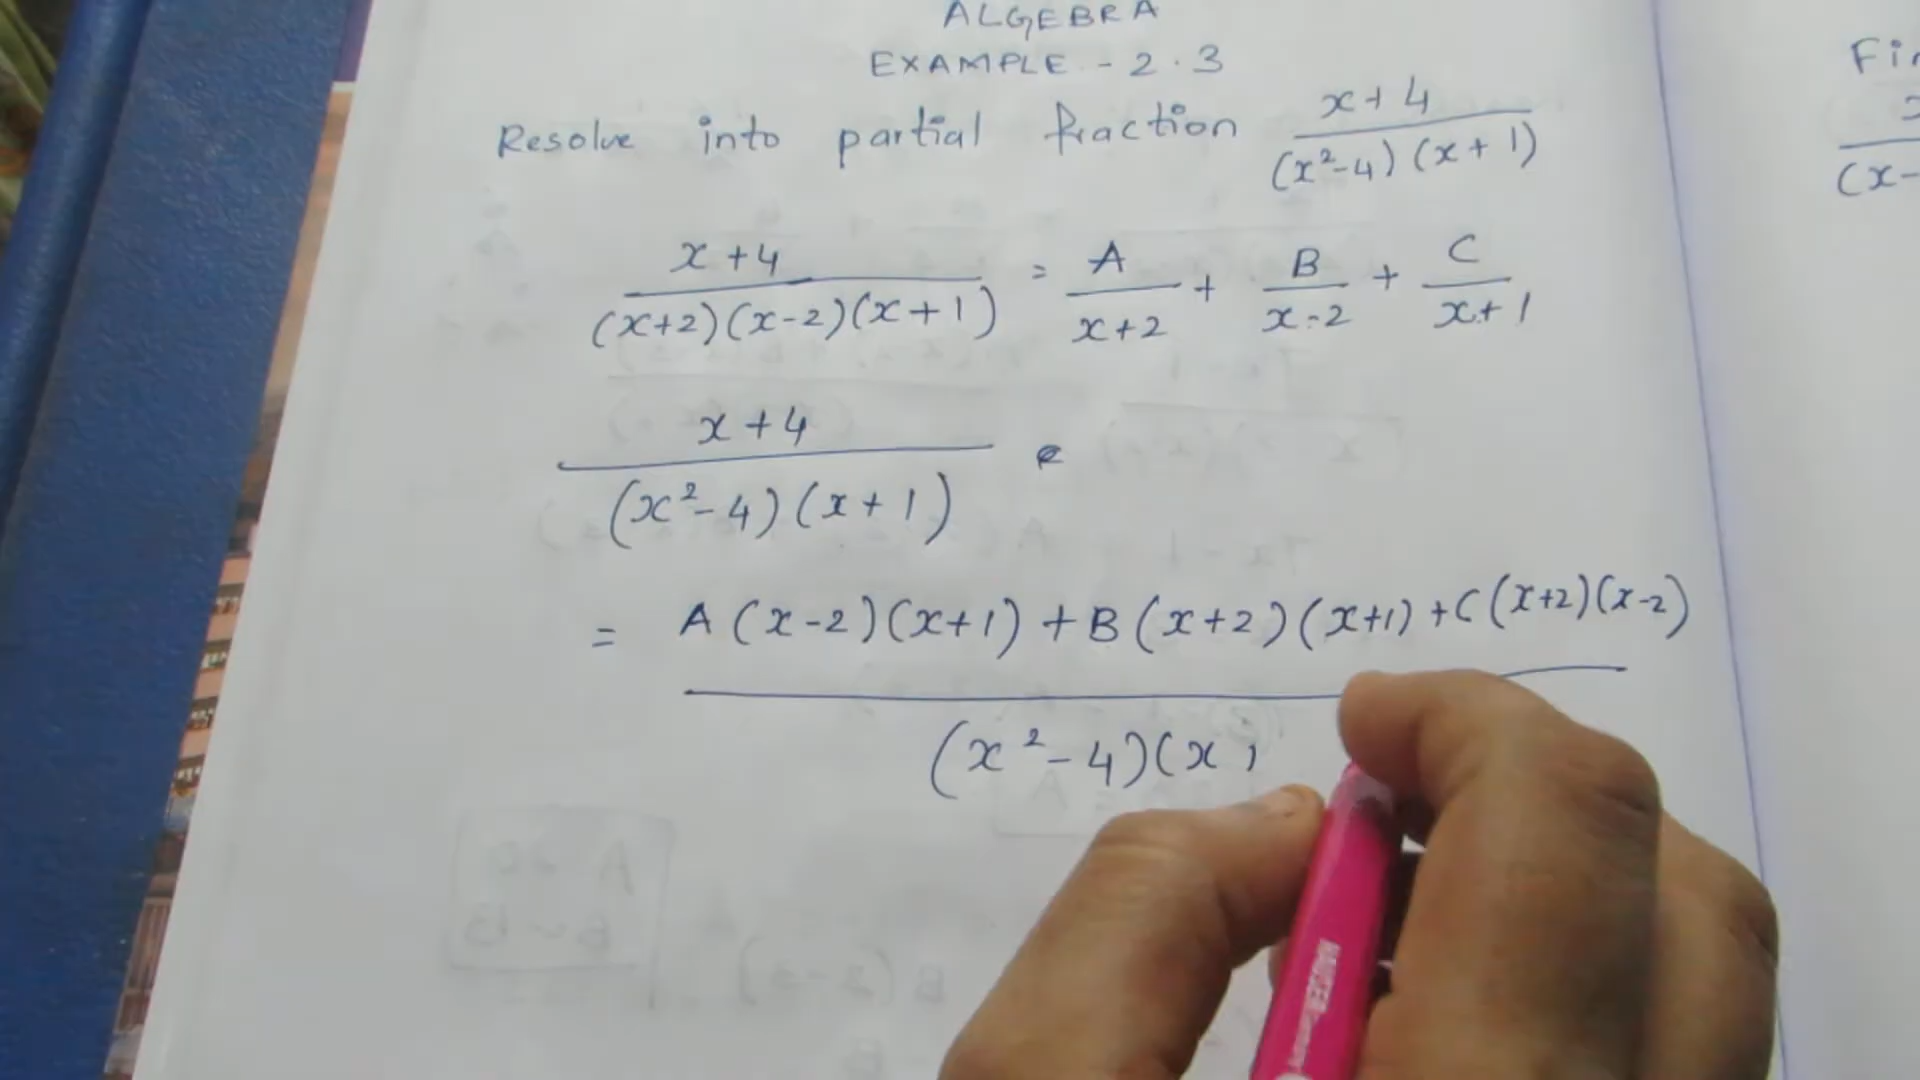 ALGEBRA
EXAMPLE - 2.3
Resolve into partial fraction (x+4)/((x²-4)(x+1))
(x+4)/((x+2)(x-2)(x+1)) = A/(x+2) + B/(x-2) + C/(x+1)
(x+4)/((x²-4)(x+1))
= A(x-2)(x+1)+B(x+2)(x+1)+C(x+2)(x-2)
(x²-4)(x